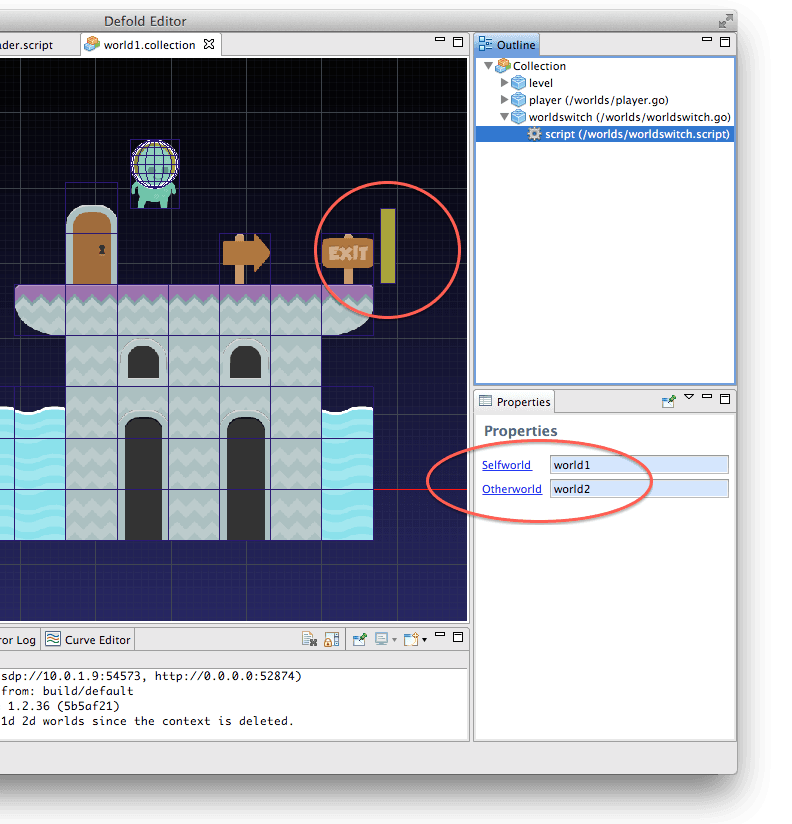 Defold Editor
ader.script
world1.collection
Outline
Collection
level
player (/worlds/player.go)
worldswitch (/worlds/worldswitch.go)
script (/worlds/worldswitch.script)
EXIT
Properties
Properties
Selfworld
world1
Otherworld
world2
ror Log
Curve Editor
sdp://10.0.1.9:54573, http://0.0.0.0:52874)
from: build/default
1.2.36 (5b5af21)
1d 2d worlds since the context is deleted.